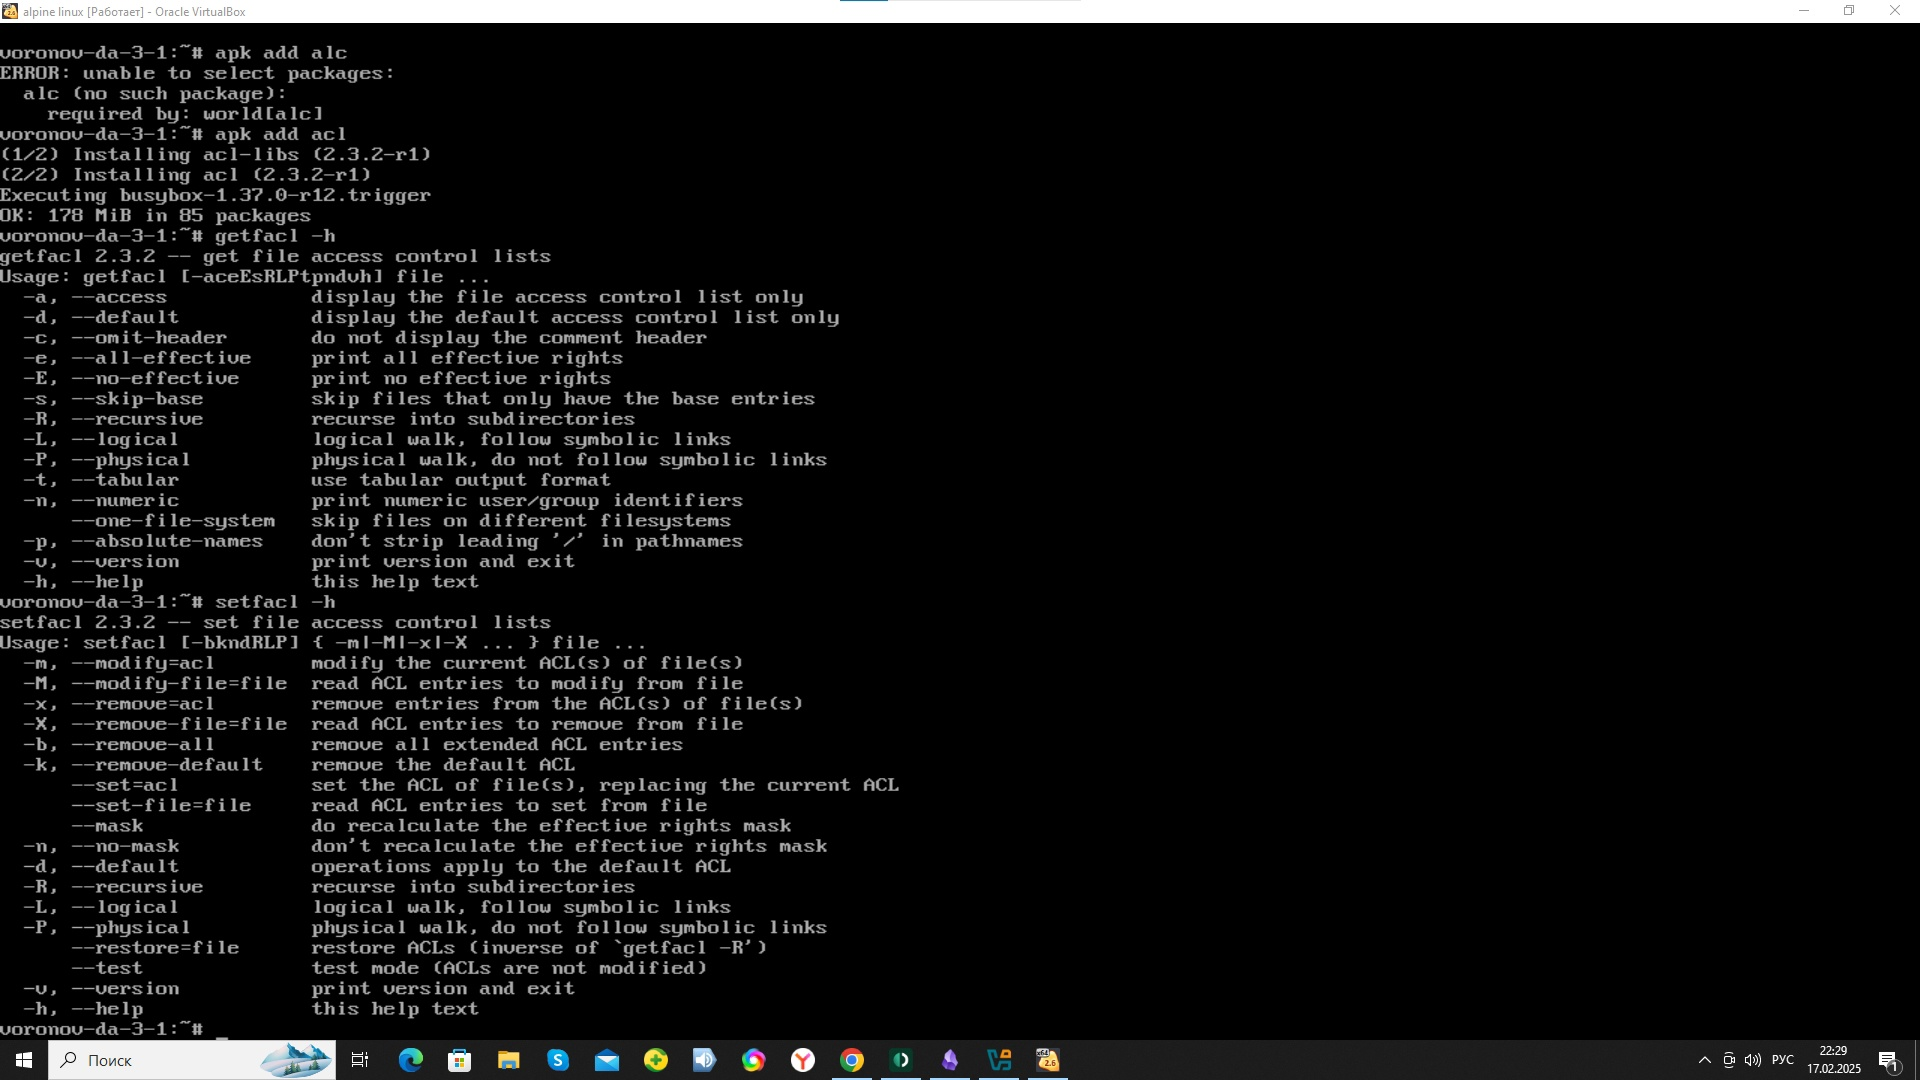 alpine linux [Работает] - Oracle VirtualBox
voronov-da-3-1:~# apk add alc
ERROR: unable to select packages:
  alc (no such package):
    required by: world[alc]
voronov-da-3-1:~# apk add acl
(1/2) Installing acl-libs (2.3.2-r1)
(2/2) Installing acl (2.3.2-r1)
Executing busybox-1.37.0-r12.trigger
OK: 178 MiB in 85 packages
voronov-da-3-1:~# getfacl -h
getfacl 2.3.2 -- get file access control lists
Usage: getfacl [-aceEsRLPtpndvh] file ...
  -a, --access            display the file access control list only
  -d, --default           display the default access control list only
  -c, --omit-header       do not display the comment header
  -e, --all-effective     print all effective rights
  -E, --no-effective      print no effective rights
  -s, --skip-base         skip files that only have the base entries
  -R, --recursive         recurse into subdirectories
  -L, --logical           logical walk, follow symbolic links
  -P, --physical          physical walk, do not follow symbolic links
  -t, --tabular           use tabular output format
  -n, --numeric           print numeric user/group identifiers
      --one-file-system   skip files on different filesystems
  -p, --absolute-names    don't strip leading '/' in pathnames
  -v, --version           print version and exit
  -h, --help              this help text
voronov-da-3-1:~# setfacl -h
setfacl 2.3.2 -- set file access control lists
Usage: setfacl [-bkndRLP] { -m|-M|-x|-X ... } file ...
  -m, --modify=acl        modify the current ACL(s) of file(s)
  -M, --modify-file=file  read ACL entries to modify from file
  -x, --remove=acl        remove entries from the ACL(s) of file(s)
  -X, --remove-file=file  read ACL entries to remove from file
  -b, --remove-all        remove all extended ACL entries
  -k, --remove-default    remove the default ACL
      --set=acl           set the ACL of file(s), replacing the current ACL
      --set-file=file     read ACL entries to set from file
      --mask              do recalculate the effective rights mask
  -n, --no-mask           don't recalculate the effective rights mask
  -d, --default           operations apply to the default ACL
  -R, --recursive         recurse into subdirectories
  -L, --logical           logical walk, follow symbolic links
  -P, --physical          physical walk, do not follow symbolic links
      --restore=file      restore ACLs (inverse of `getfacl -R')
      --test              test mode (ACLs are not modified)
  -v, --version           print version and exit
  -h, --help              this help text
voronov-da-3-1:~# _
Поиск
x64
2.6
РУС
22:29
17.02.2025
1